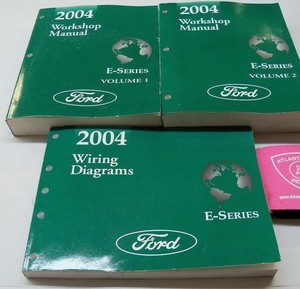 2004
Workshop
Manual
E-SERIES
VOLUME 1
Ford
2004
Workshop
Manual
E-SERIES
VOLUME 2
Ford
2004
Wiring
Diagrams
E-SERIES
Ford